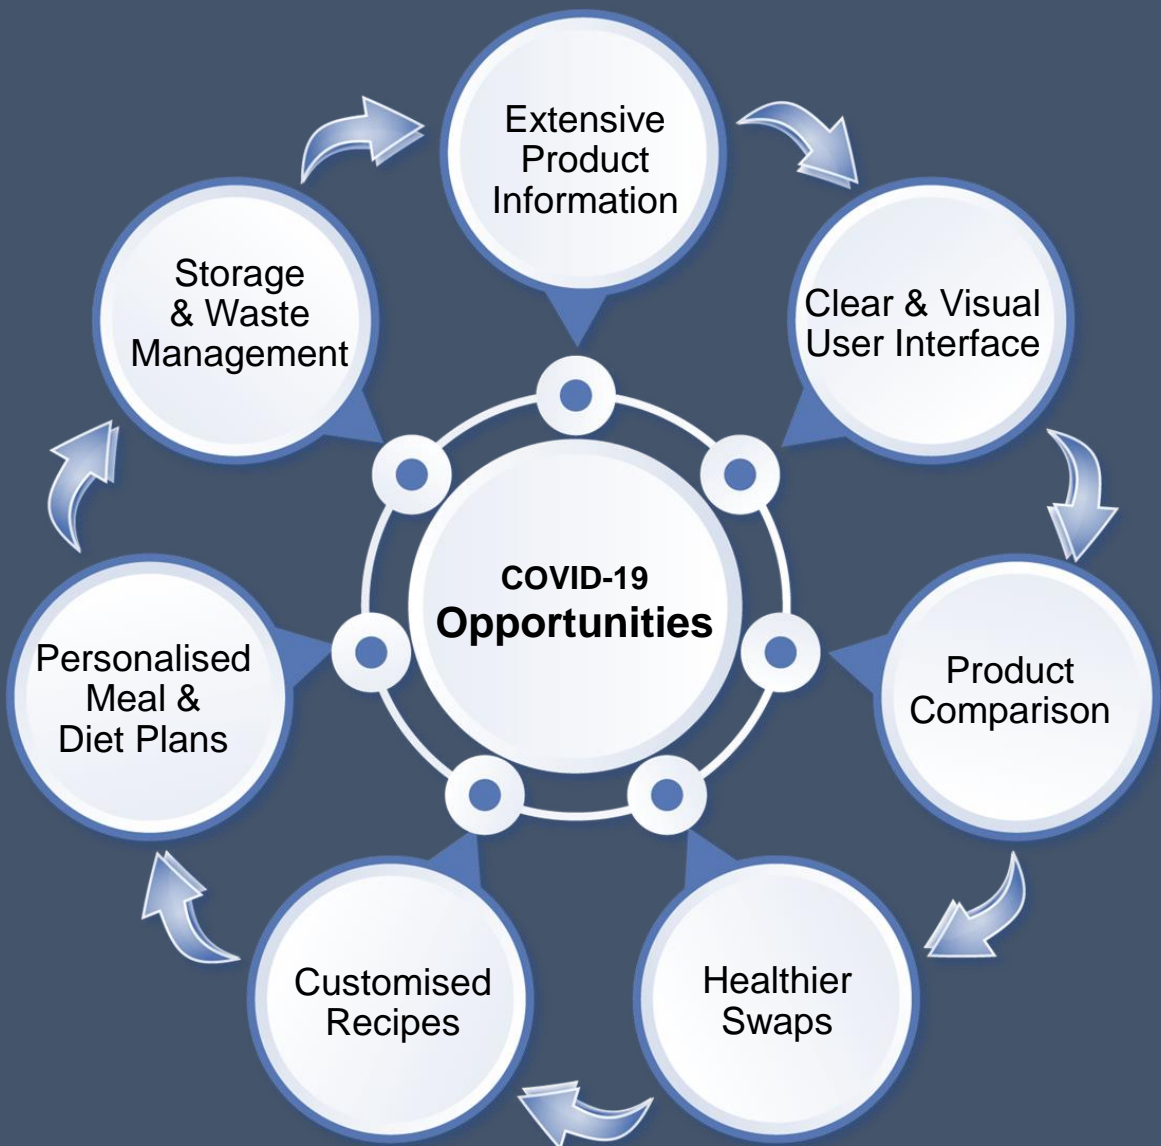 Extensive
Product
Information
Clear & Visual
User Interface
Product
Comparison
Healthier
Swaps
Customised
Recipes
Personalised
Meal &
Diet Plans
Storage
& Waste
Management
COVID-19
Opportunities